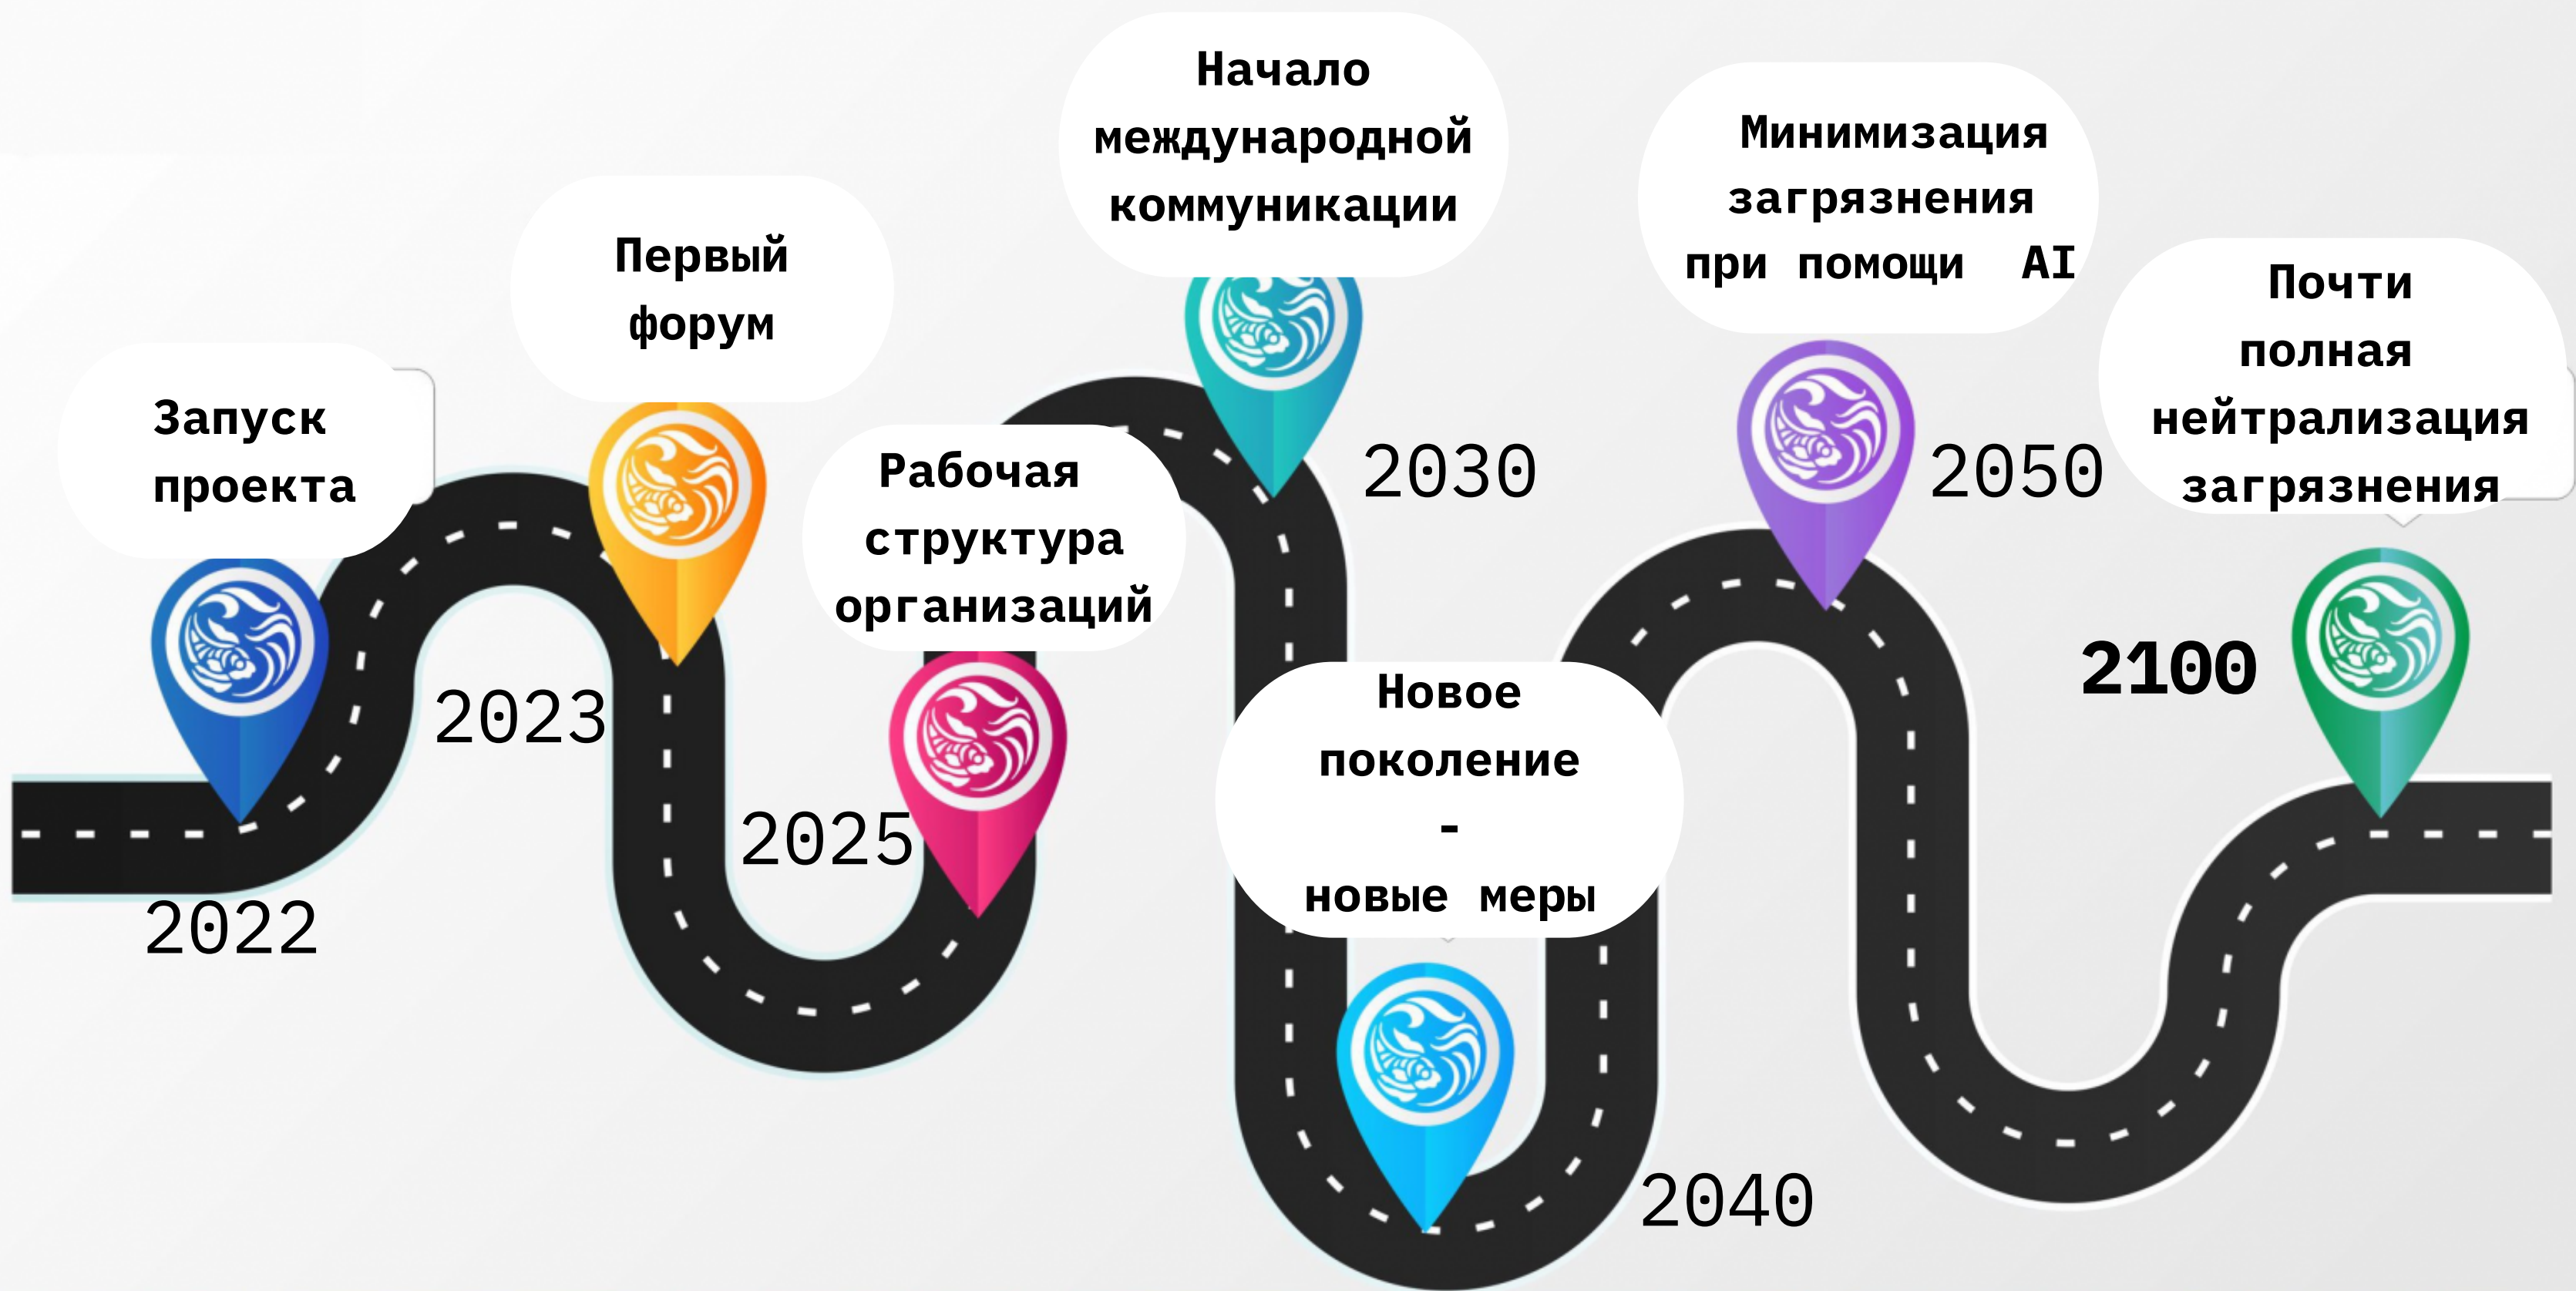 Запуск
проекта
2022
Первый
форум
2023
Рабочая
структура
организаций
2025
Начало
международной
коммуникации
2030
Новое
поколение
-
новые меры
2040
Минимизация
загрязнения
при помощи AI
2050
Почти
полная
нейтрализация
загрязнения
2100